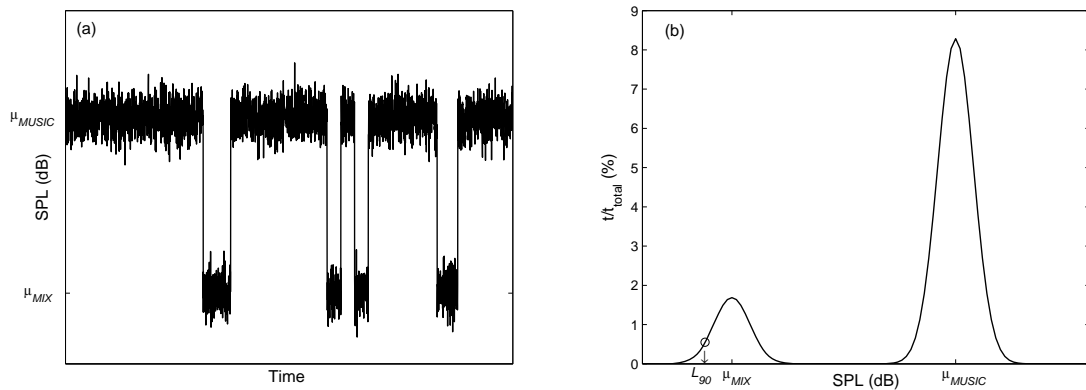 (a)
μMUSIC
SPL (dB)
μMIX
Time
(b)
9
8
7
6
5
4
3
2
1
0
t/ttotal (%)
L90
μMIX
SPL (dB)
μMUSIC